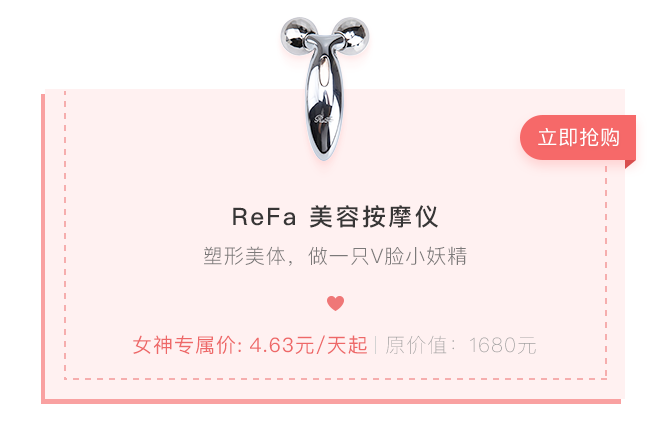 ReFa
立即抢购
ReFa 美容按摩仪
塑形美体，做一只V脸小妖精
女神专属价: 4.63元/天起 | 原价值：1680元